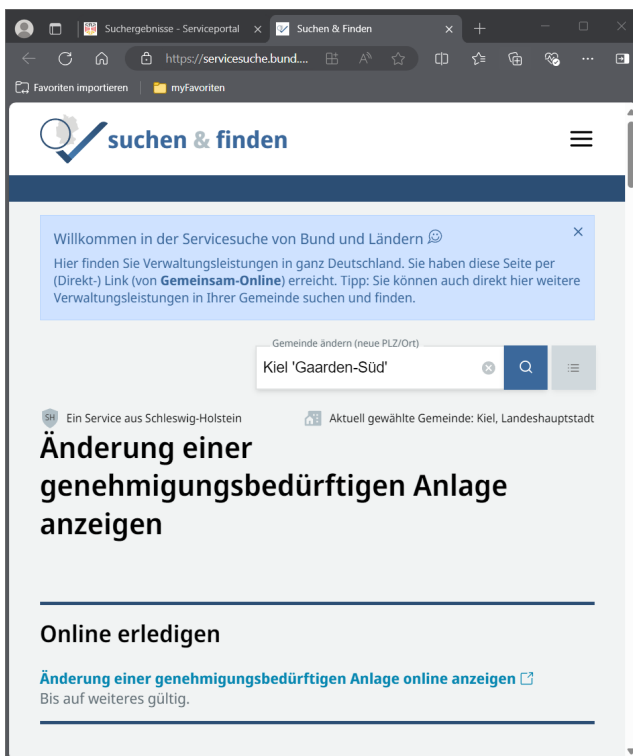 Suchergebnisse - Serviceportal
Suchen & Finden
https://servicesuche.bund....
Favoriten importieren
myFavoriten
suchen & finden
Willkommen in der Servicesuche von Bund und Ländern
Hier finden Sie Verwaltungsleistungen in ganz Deutschland. Sie haben diese Seite per
(Direkt-) Link (von Gemeinsam-Online) erreicht. Tipp: Sie können auch direkt hier weitere
Verwaltungsleistungen in Ihrer Gemeinde suchen und finden.
Gemeinde ändern (neue PLZ/Ort)
Kiel 'Gaarden-Süd'
SH Ein Service aus Schleswig-Holstein
Aktuell gewählte Gemeinde: Kiel, Landeshauptstadt
Änderung einer
genehmigungsbedürftigen Anlage
anzeigen
Online erledigen
Änderung einer genehmigungsbedürftigen Anlage online anzeigen
Bis auf weiteres gültig.